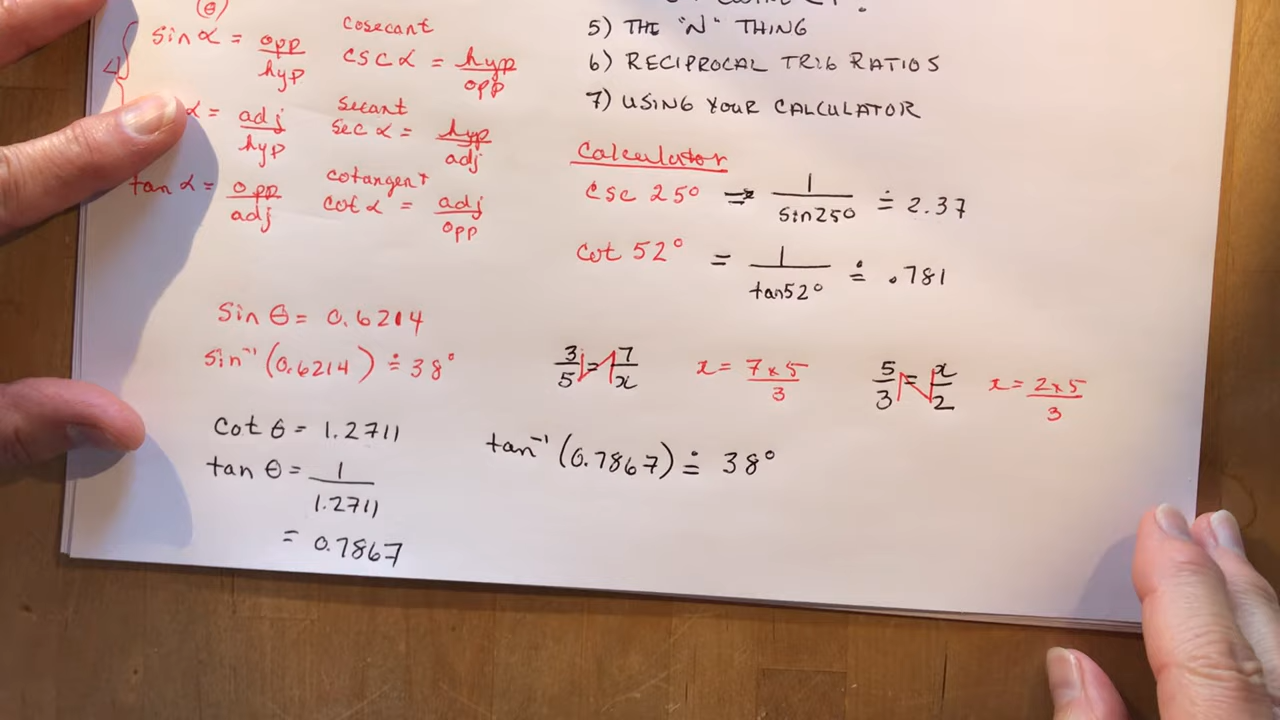 (θ)
sin α = opp/hyp
cosecant
csc α = hyp/opp
α = adj/hyp
secant
sec α = hyp/adj
tan α = opp/adj
cotangent
cot α = adj/opp
5) THE "N" THING
6) RECIPROCAL TRIG RATIOS
7) USING YOUR CALCULATOR
Calculator
csc 25° ⇒ 1/sin25° ≐ 2.37
cot 52° = 1/tan52° ≐ .781
sin θ = 0.6214
sin⁻¹(0.6214) ≐ 38°
3/5 = 7/x
x = 7×5/3
5/3 = x/2
x = 2×5/3
cot θ = 1.2711
tan θ = 1/1.2711
= 0.7867
tan⁻¹(0.7867) ≐ 38°